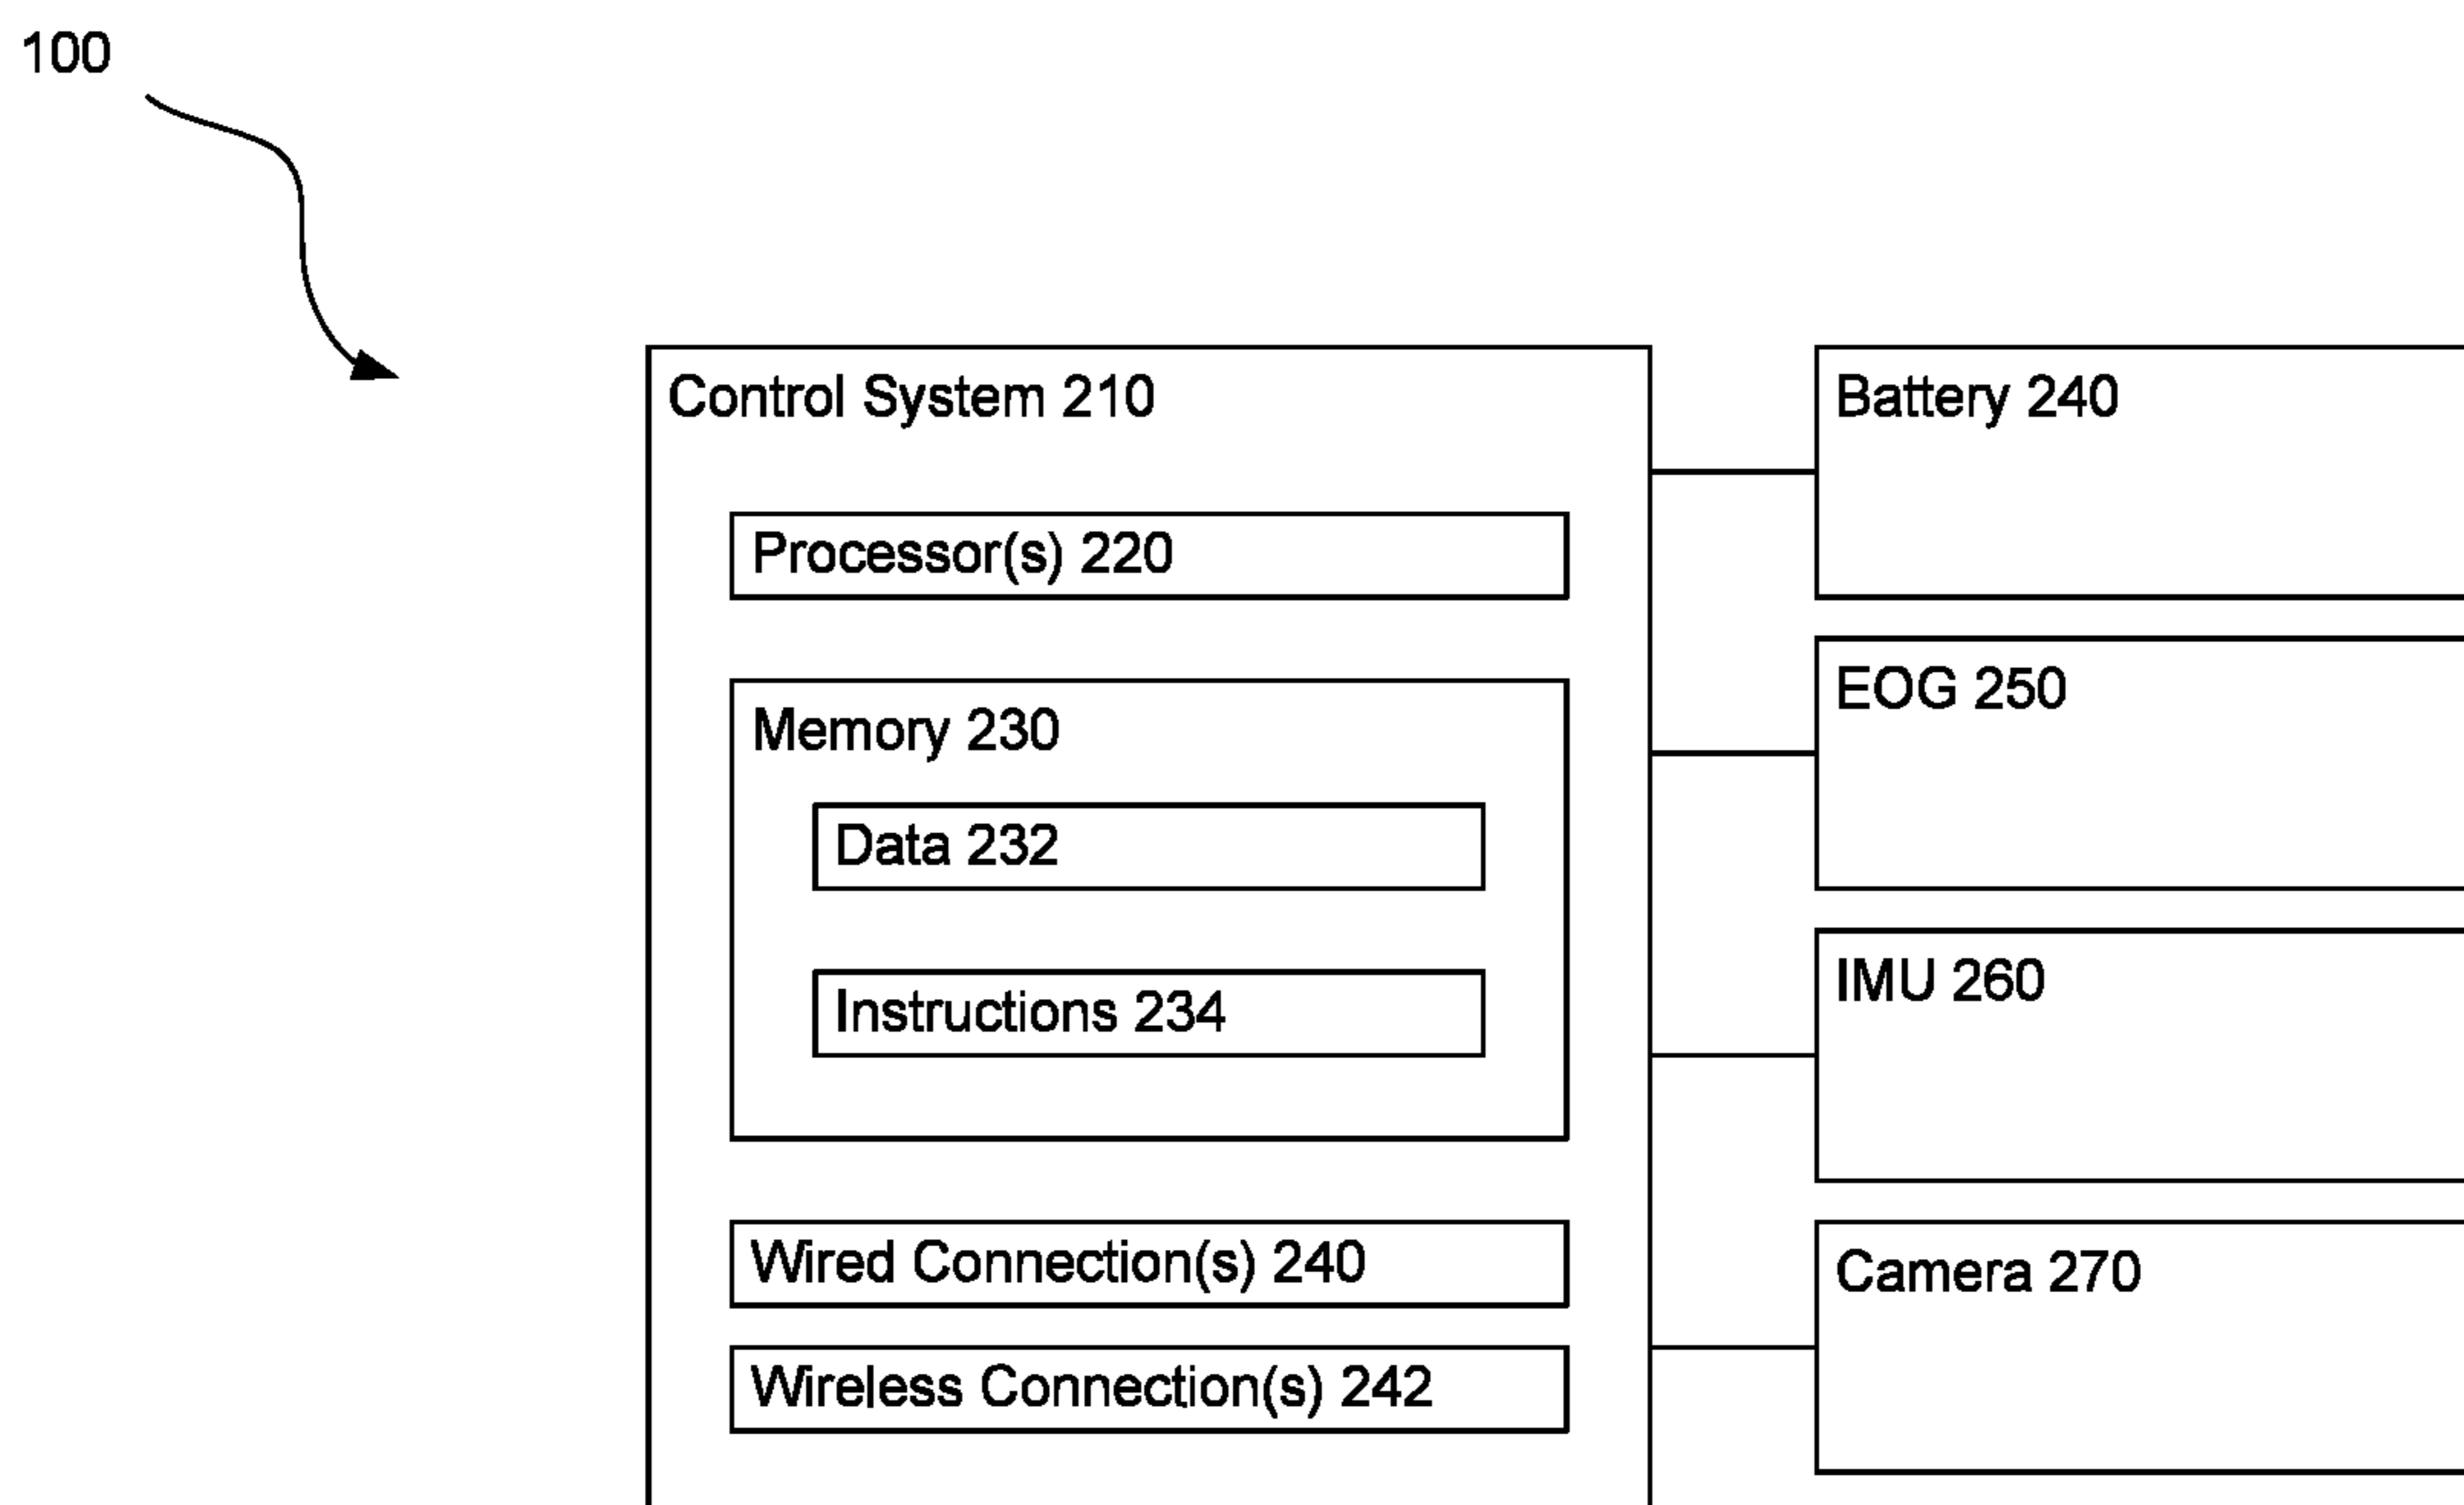 100
Control System 210
Processor(s) 220
Memory 230
Data 232
Instructions 234
Wired Connection(s) 240
Wireless Connection(s) 242
Battery 240
EOG 250
IMU 260
Camera 270